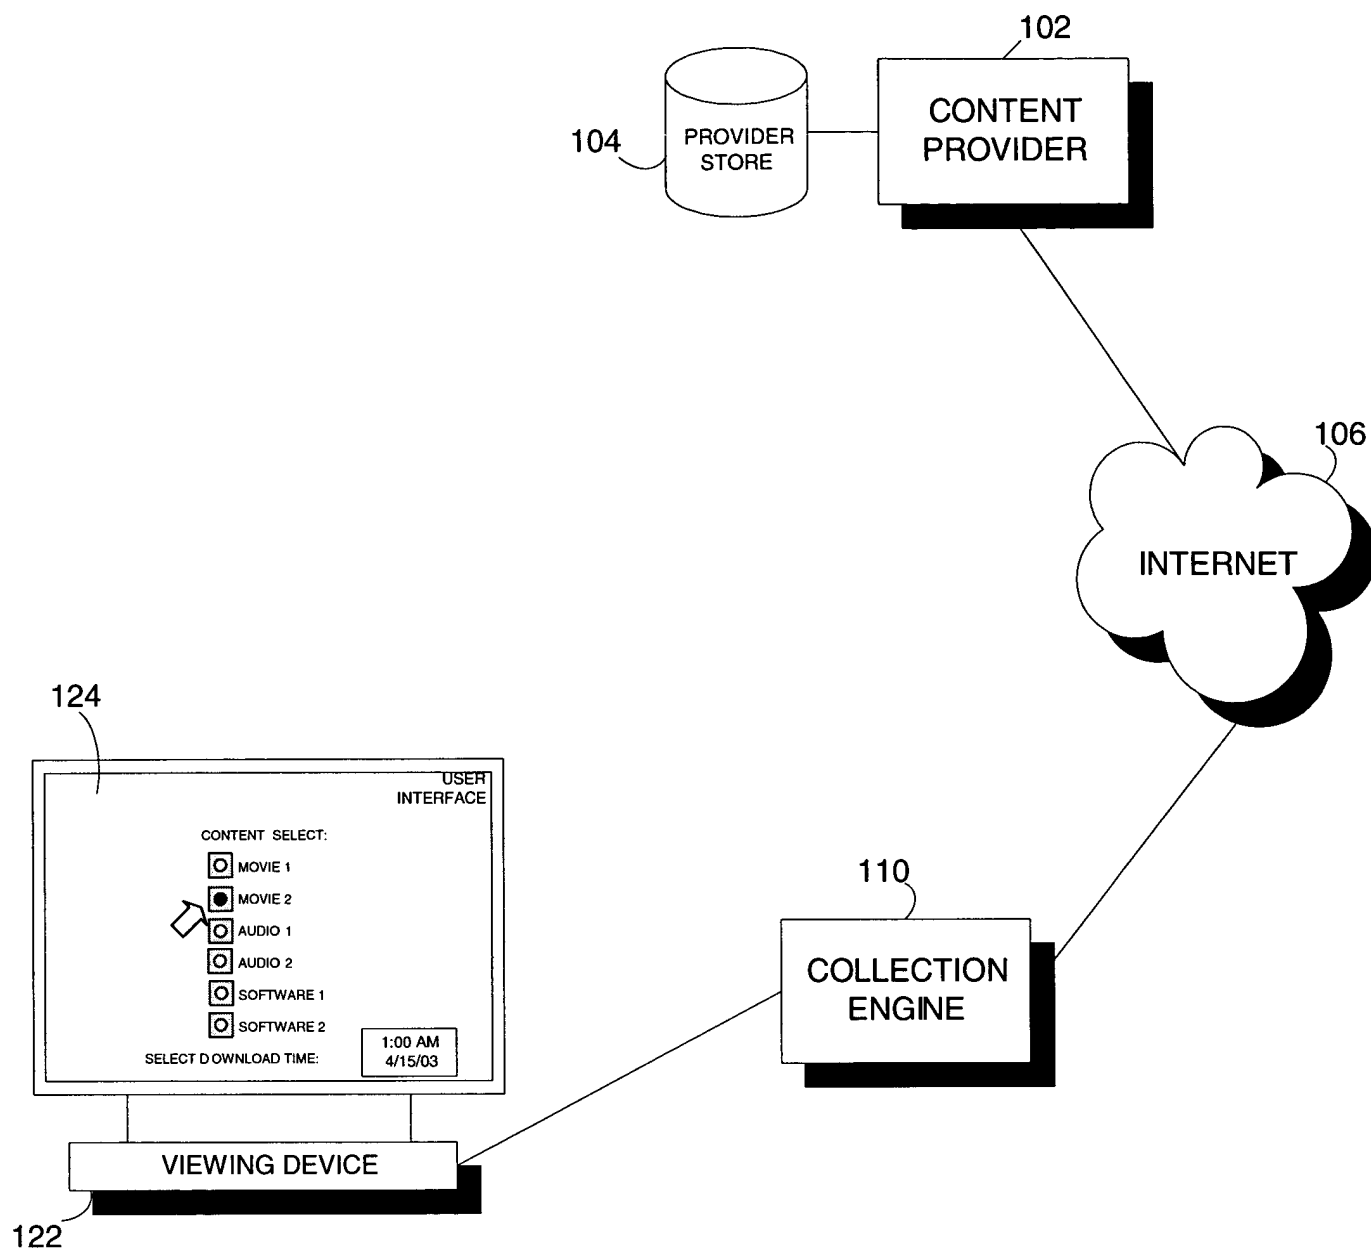 102
CONTENT
PROVIDER
104
PROVIDER
STORE
106
INTERNET
124
USER
INTERFACE
CONTENT SELECT:
MOVIE 1
MOVIE 2
AUDIO 1
AUDIO 2
SOFTWARE 1
SOFTWARE 2
SELECT DOWNLOAD TIME:
1:00 AM
4/15/03
110
COLLECTION
ENGINE
VIEWING DEVICE
122